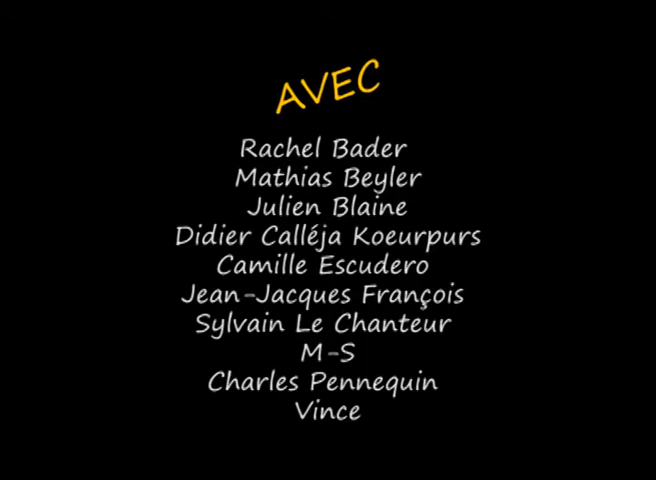 AVEC
Rachel Bader
Mathias Beyler
Julien Blaine
Didier Calléja Koeurpurs
Camille Escudero
Jean-Jacques François
Sylvain Le Chanteur
M-S
Charles Pennequin
Vince